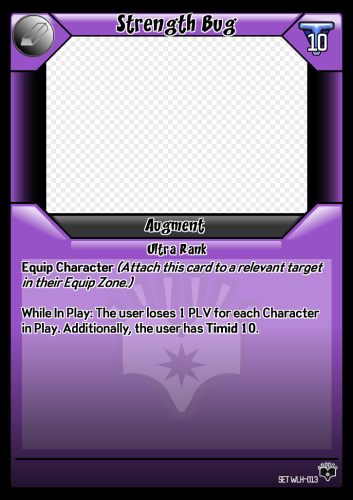 Strength Bug
10
Augment
Ultra Rank
Equip Character (Attach this card to a relevant target
in their Equip Zone.)
While In Play: The user loses 1 PLV for each Character
in Play. Additionally, the user has Timid 10.
SET WLH-013